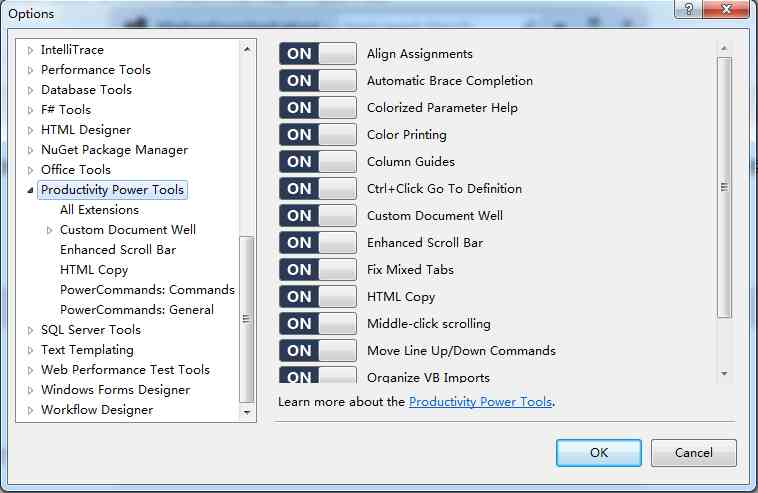 Options
IntelliTrace
Performance Tools
Database Tools
F# Tools
HTML Designer
NuGet Package Manager
Office Tools
Productivity Power Tools
All Extensions
Custom Document Well
Enhanced Scroll Bar
HTML Copy
PowerCommands: Commands
PowerCommands: General
SQL Server Tools
Text Templating
Web Performance Test Tools
Windows Forms Designer
Workflow Designer
ON Align Assignments
ON Automatic Brace Completion
ON Colorized Parameter Help
ON Color Printing
ON Column Guides
ON Ctrl+Click Go To Definition
ON Custom Document Well
ON Enhanced Scroll Bar
ON Fix Mixed Tabs
ON HTML Copy
ON Middle-click scrolling
ON Move Line Up/Down Commands
ON Organize VB Imports
Learn more about the Productivity Power Tools.
OK Cancel